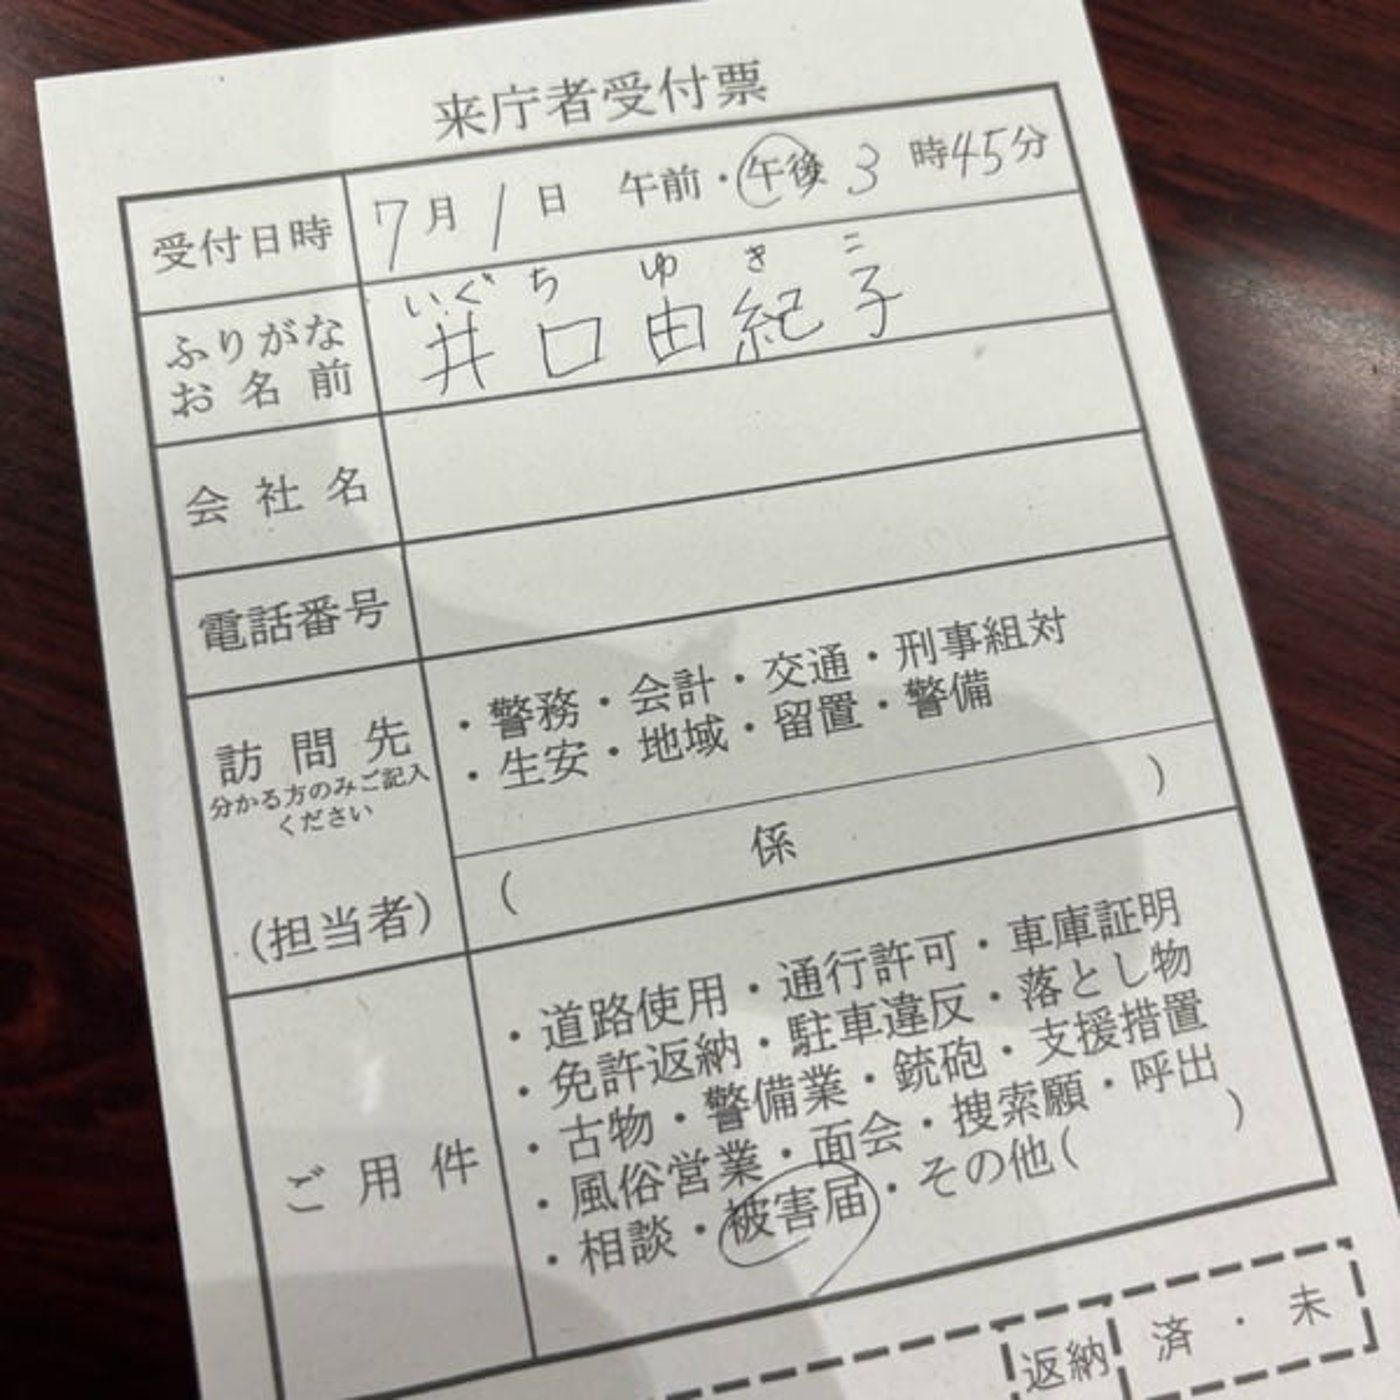 来庁者受付票
受付日時 7月1日 午前・午後 3時45分
いぐち ゆきこ
ふりがな
お名前 井口由紀子
会社名
電話番号
訪問先
分かる方のみご記入
ください
(担当者)
・警務・会計・交通・刑事組対
・生安・地域・留置・警備
( 係 )
ご用件
・道路使用・通行許可・車庫証明
・免許返納・駐車違反・落とし物
・古物・警備業・銃砲・支援措置
・風俗営業・面会・捜索願・呼出
・相談・被害届・その他( )
返納 済・未